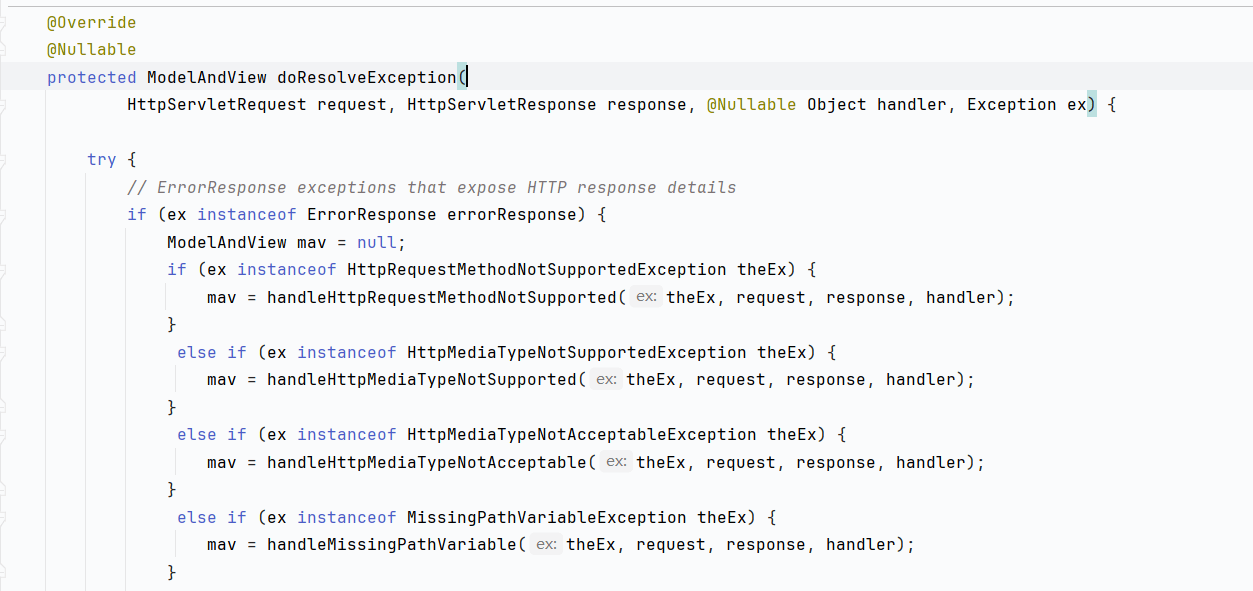 @Override
@Nullable
protected ModelAndView doResolveException(
HttpServletRequest request, HttpServletResponse response, @Nullable Object handler, Exception ex) {
try {
// ErrorResponse exceptions that expose HTTP response details
if (ex instanceof ErrorResponse errorResponse) {
ModelAndView mav = null;
if (ex instanceof HttpRequestMethodNotSupportedException theEx) {
mav = handleHttpRequestMethodNotSupported( ex: theEx, request, response, handler);
}
else if (ex instanceof HttpMediaTypeNotSupportedException theEx) {
mav = handleHttpMediaTypeNotSupported( ex: theEx, request, response, handler);
}
else if (ex instanceof HttpMediaTypeNotAcceptableException theEx) {
mav = handleHttpMediaTypeNotAcceptable( ex: theEx, request, response, handler);
}
else if (ex instanceof MissingPathVariableException theEx) {
mav = handleMissingPathVariable( ex: theEx, request, response, handler);
}